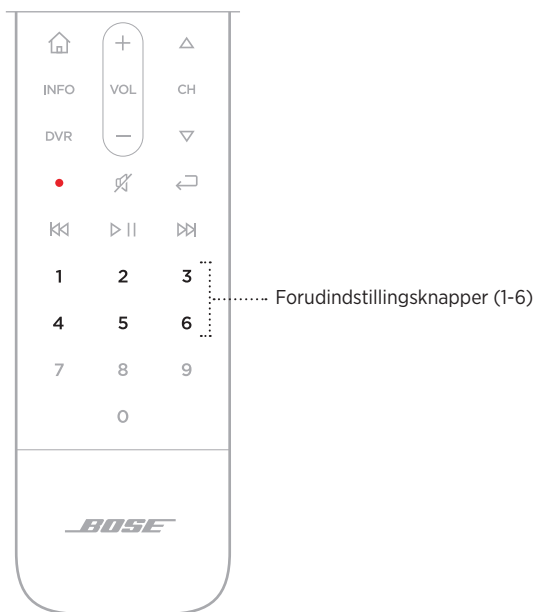 INFO VOL CH
DVR
1 2 3
Forudindstillingsknapper (1-6)
4 5 6
7 8 9
0
BOSE